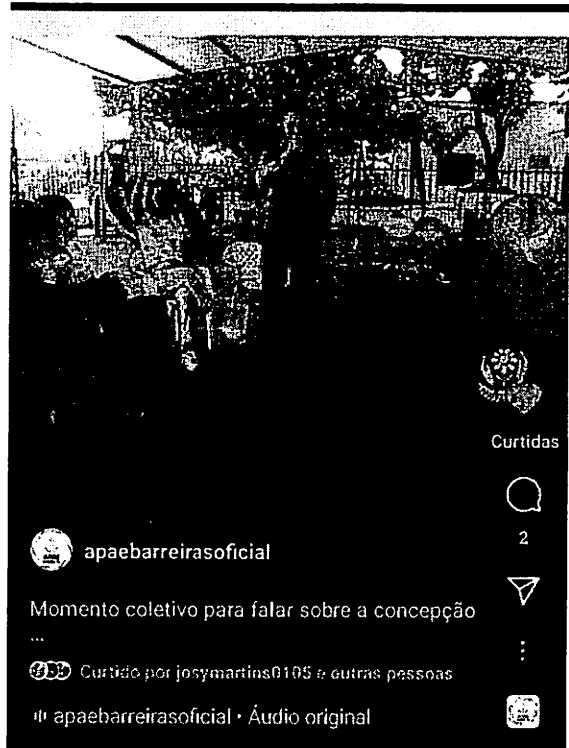 Curtidas
2
apaebarreirasoficial
Momento coletivo para falar sobre a concepção
...
Curtido por josymartins0105 e outras pessoas
apaebarreirasoficial • Áudio original